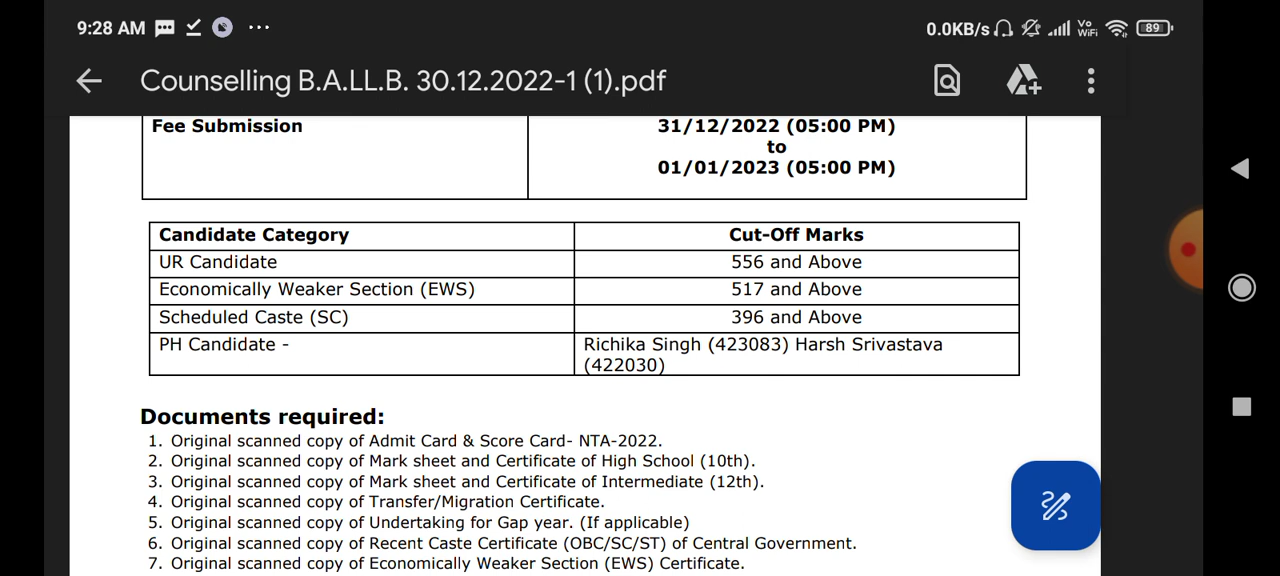 9:28 AM ... 0.0KB/s Vo WiFi 89
Counselling B.A.LL.B. 30.12.2022-1 (1).pdf
Fee Submission 31/12/2022 (05:00 PM)
to
01/01/2023 (05:00 PM)
Candidate Category Cut-Off Marks
UR Candidate 556 and Above
Economically Weaker Section (EWS) 517 and Above
Scheduled Caste (SC) 396 and Above
PH Candidate - Richika Singh (423083) Harsh Srivastava
(422030)
Documents required:
1. Original scanned copy of Admit Card & Score Card- NTA-2022.
2. Original scanned copy of Mark sheet and Certificate of High School (10th).
3. Original scanned copy of Mark sheet and Certificate of Intermediate (12th).
4. Original scanned copy of Transfer/Migration Certificate.
5. Original scanned copy of Undertaking for Gap year. (If applicable)
6. Original scanned copy of Recent Caste Certificate (OBC/SC/ST) of Central Government.
7. Original scanned copy of Economically Weaker Section (EWS) Certificate.